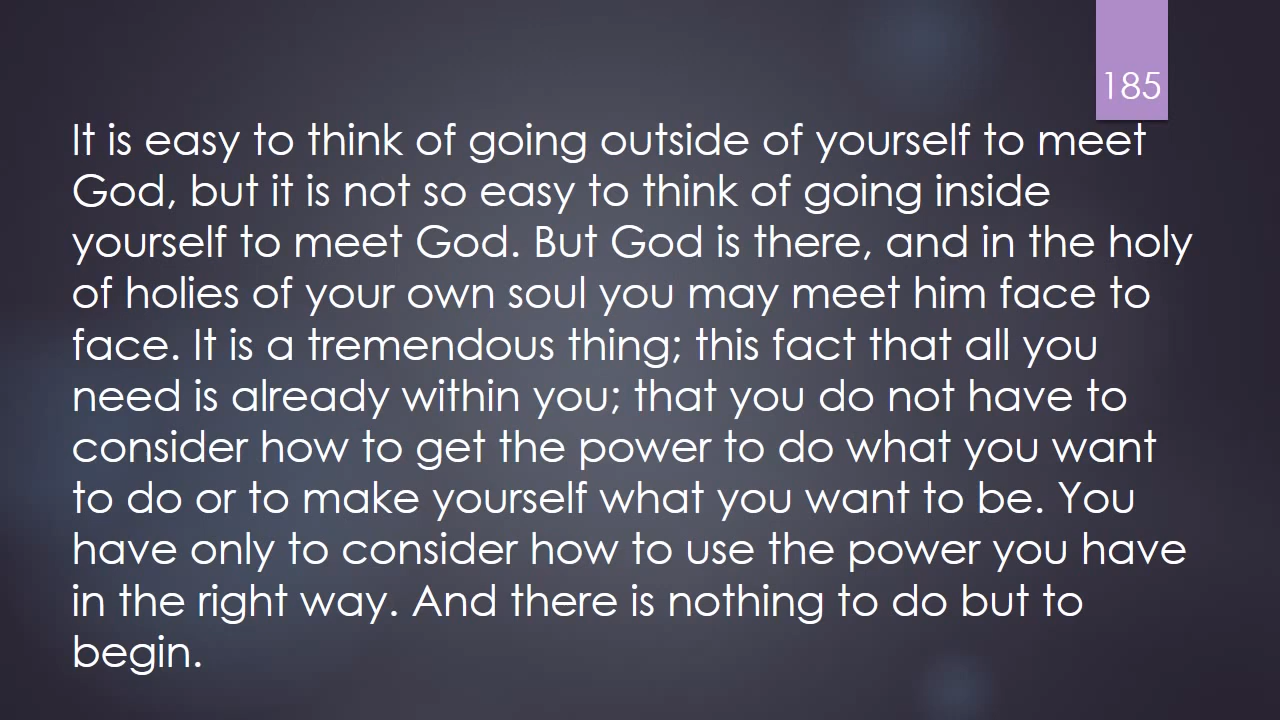 185
It is easy to think of going outside of yourself to meet
God, but it is not so easy to think of going inside
yourself to meet God. But God is there, and in the holy
of holies of your own soul you may meet him face to
face. It is a tremendous thing; this fact that all you
need is already within you; that you do not have to
consider how to get the power to do what you want
to do or to make yourself what you want to be. You
have only to consider how to use the power you have
in the right way. And there is nothing to do but to
begin.